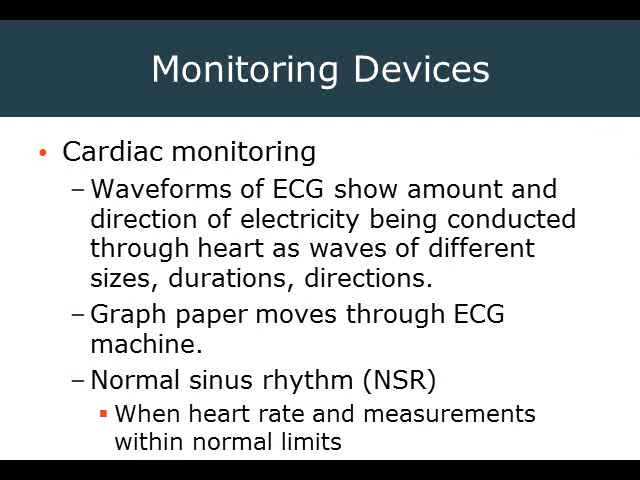 Monitoring Devices
• Cardiac monitoring
– Waveforms of ECG show amount and
direction of electricity being conducted
through heart as waves of different
sizes, durations, directions.
– Graph paper moves through ECG
machine.
– Normal sinus rhythm (NSR)
▪ When heart rate and measurements
within normal limits